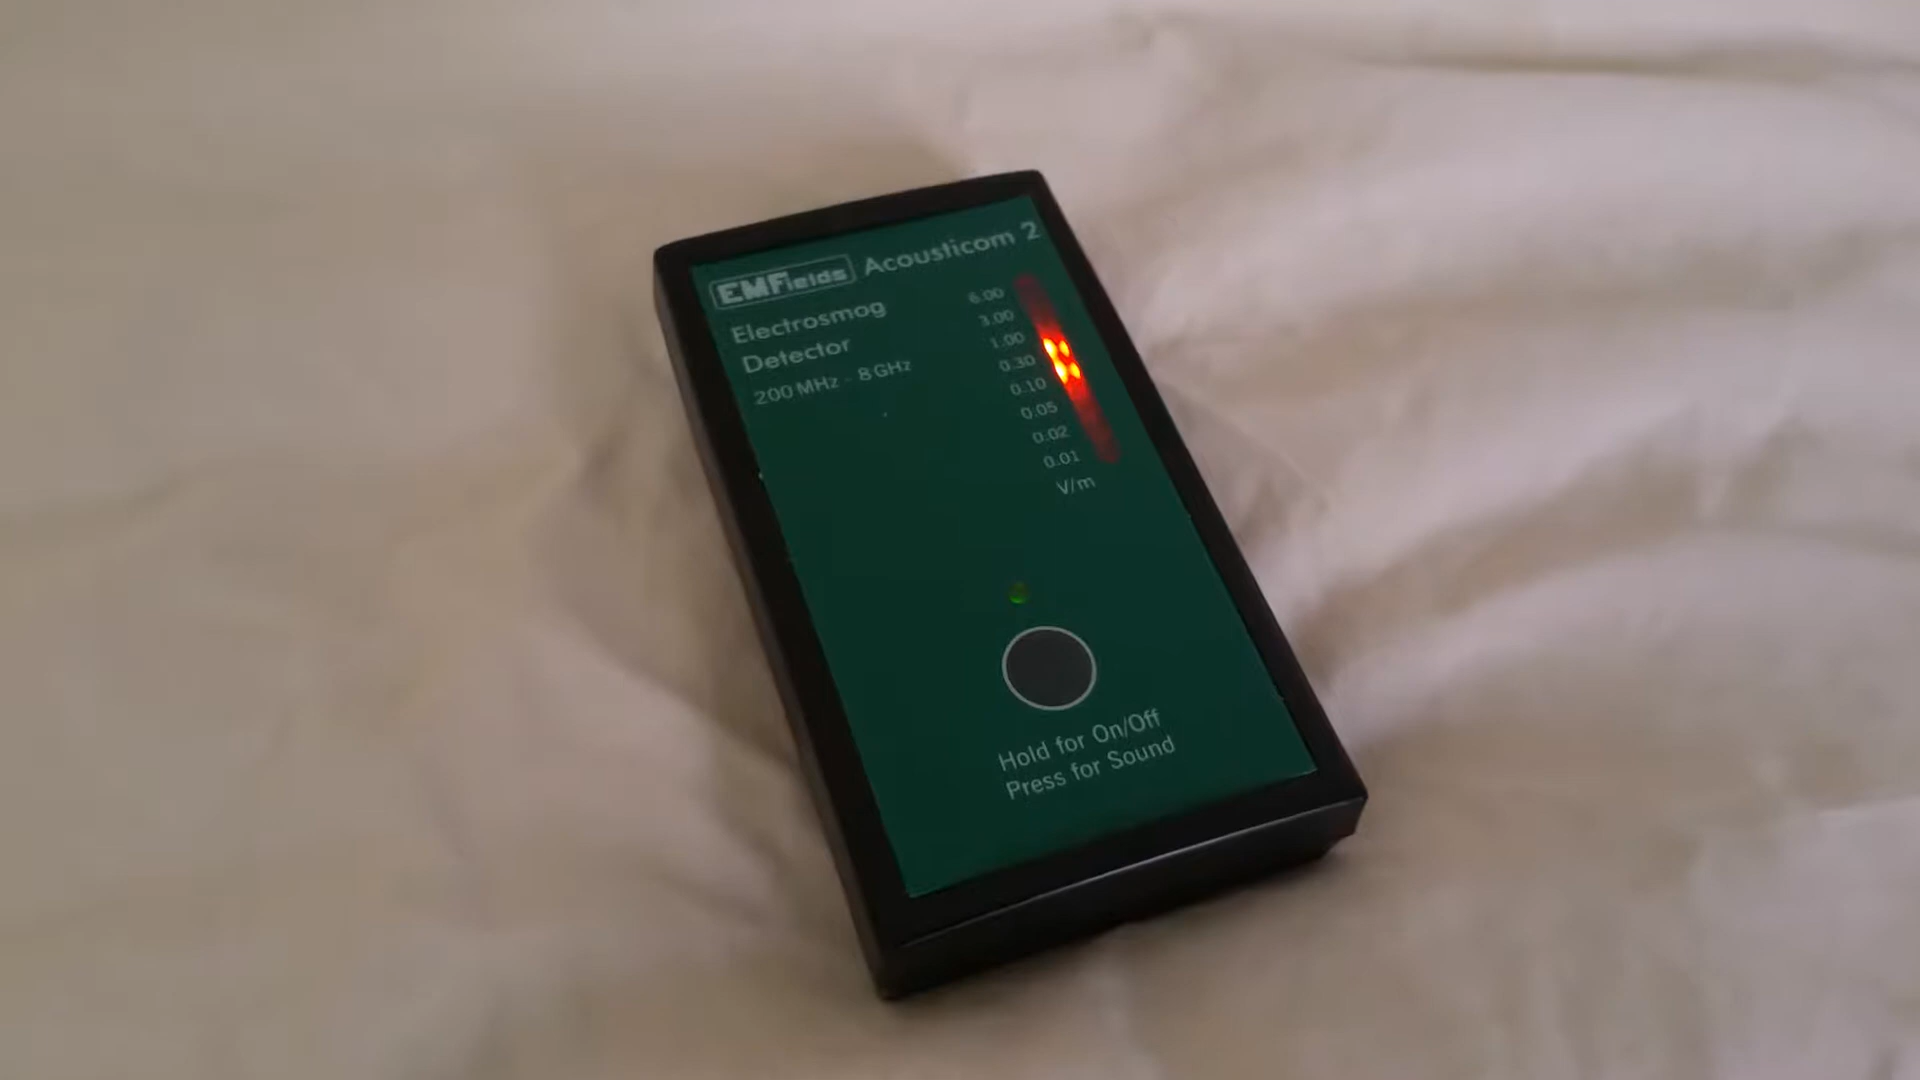 EMFields Acousticom 2
Electrosmog
Detector
200 MHz - 8 GHz
6.00
3.00
1.00
0.30
0.10
0.05
0.02
0.01
V/m
Hold for On/Off
Press for Sound